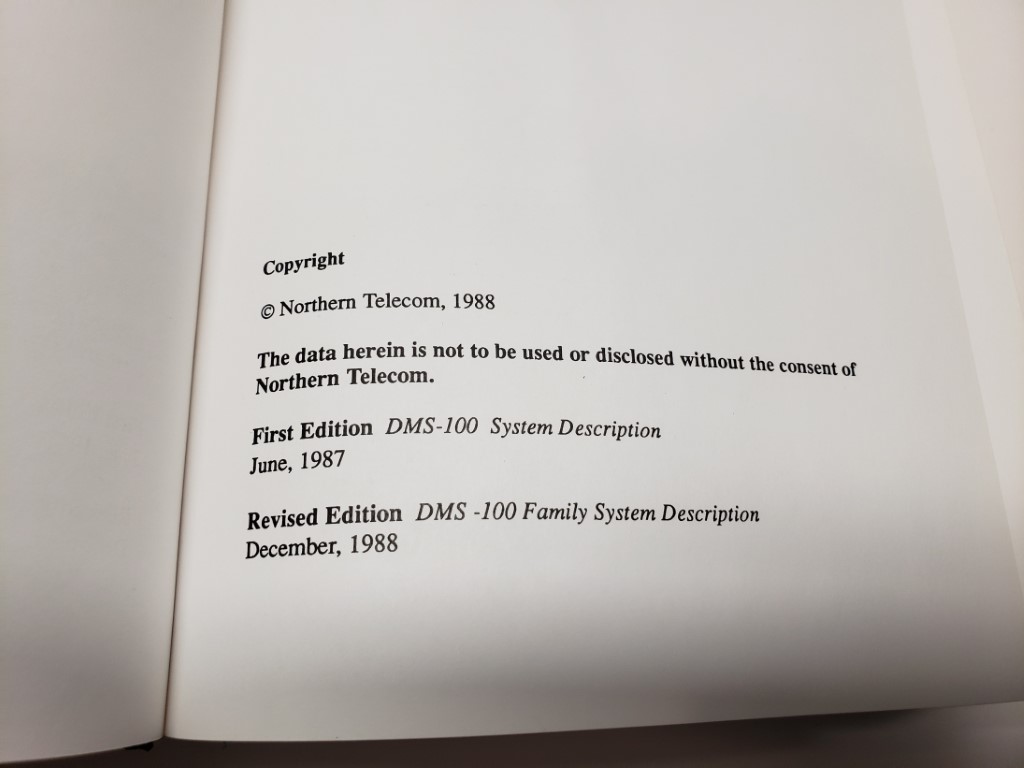 Copyright
© Northern Telecom, 1988
The data herein is not to be used or disclosed without the consent of
Northern Telecom.
First Edition DMS-100 System Description
June, 1987
Revised Edition DMS -100 Family System Description
December, 1988